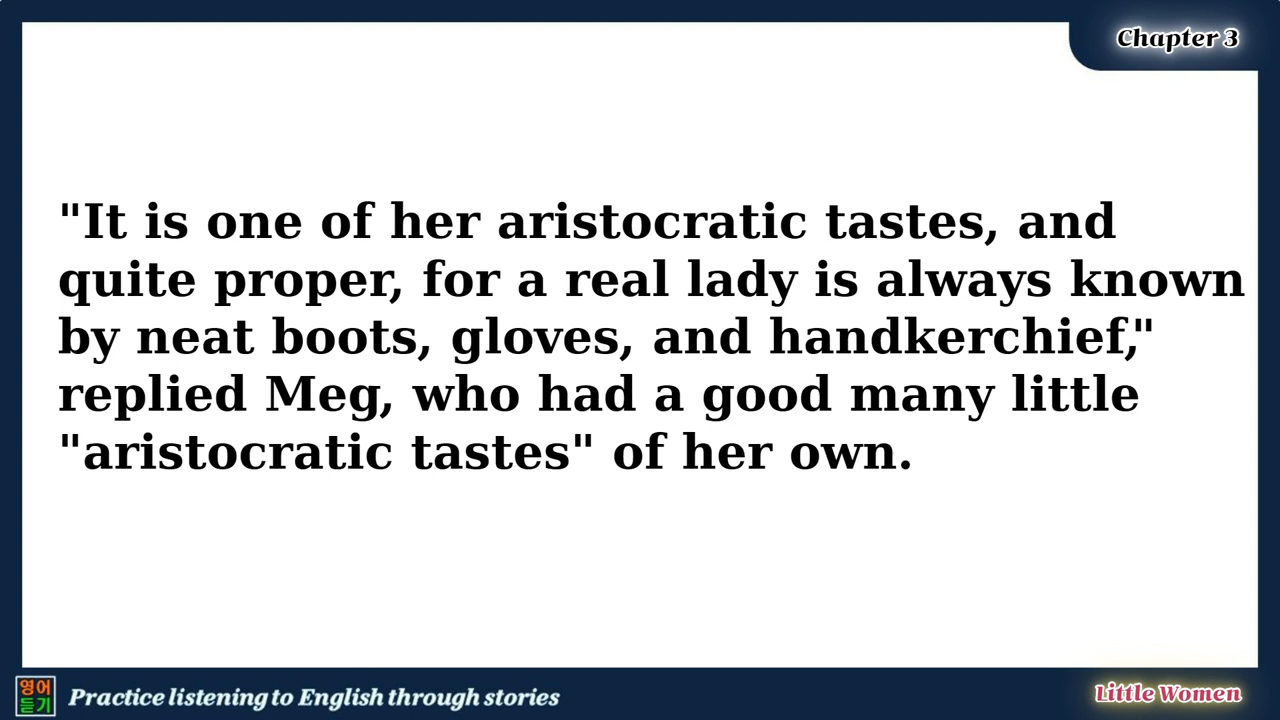 Chapter 3
"It is one of her aristocratic tastes, and
quite proper, for a real lady is always known
by neat boots, gloves, and handkerchief,"
replied Meg, who had a good many little
"aristocratic tastes" of her own.
영어
듣기
Practice listening to English through stories
Little Women